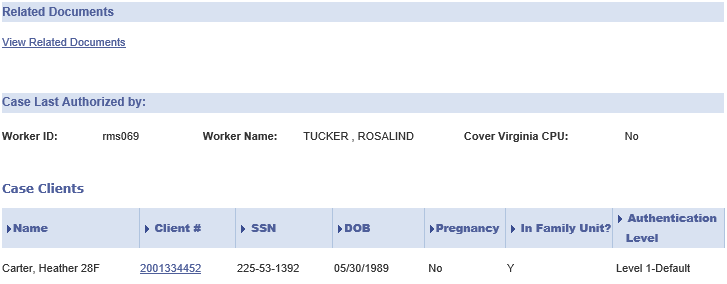 Related Documents
View Related Documents
Case Last Authorized by:
Worker ID: rms069 Worker Name: TUCKER , ROSALIND Cover Virginia CPU: No
Case Clients
Name Client # SSN DOB Pregnancy In Family Unit? Authentication Level
Carter, Heather 28F 2001334452 225-53-1392 05/30/1989 No Y Level 1-Default